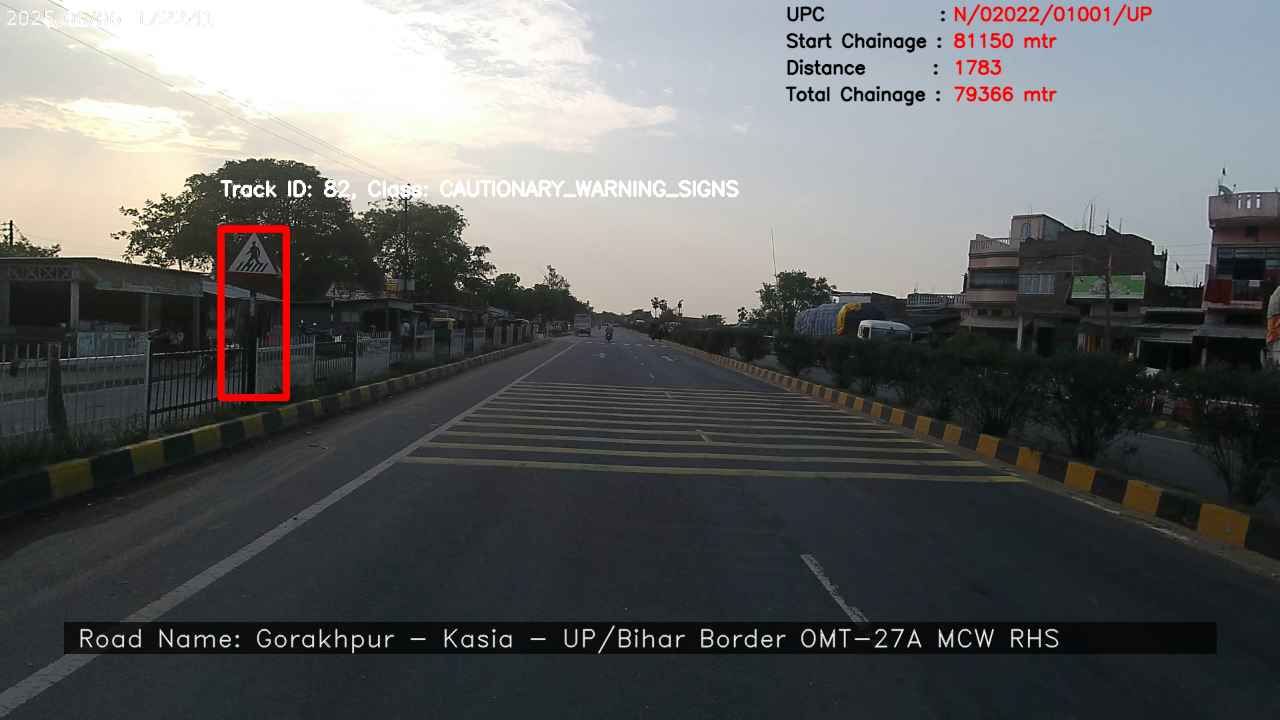 UPC : N/02022/01001/UP
Start Chainage : 81150 mtr
Distance : 1783
Total Chainage : 79366 mtr
Track ID: 82, Class: CAUTIONARY_WARNING_SIGNS
Road Name: Gorakhpur - Kasia - UP/Bihar Border OMT-27A MCW RHS